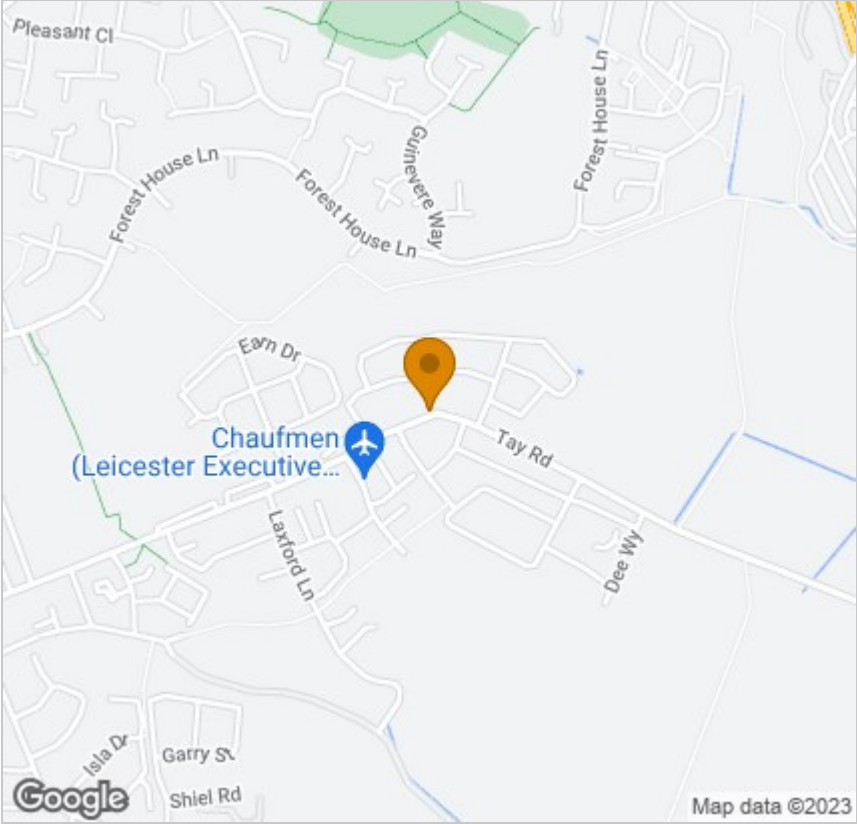 Pleasant Cl
Forest House Ln
Guinevere Way
Forest House Ln
Forest House Ln
Earn Dr
Chaufmen
(Leicester Executive...
Tay Rd
Laxford Ln
Dee Wy
Isla Dr
Garry St
Shiel Rd
Google
Map data ©2023